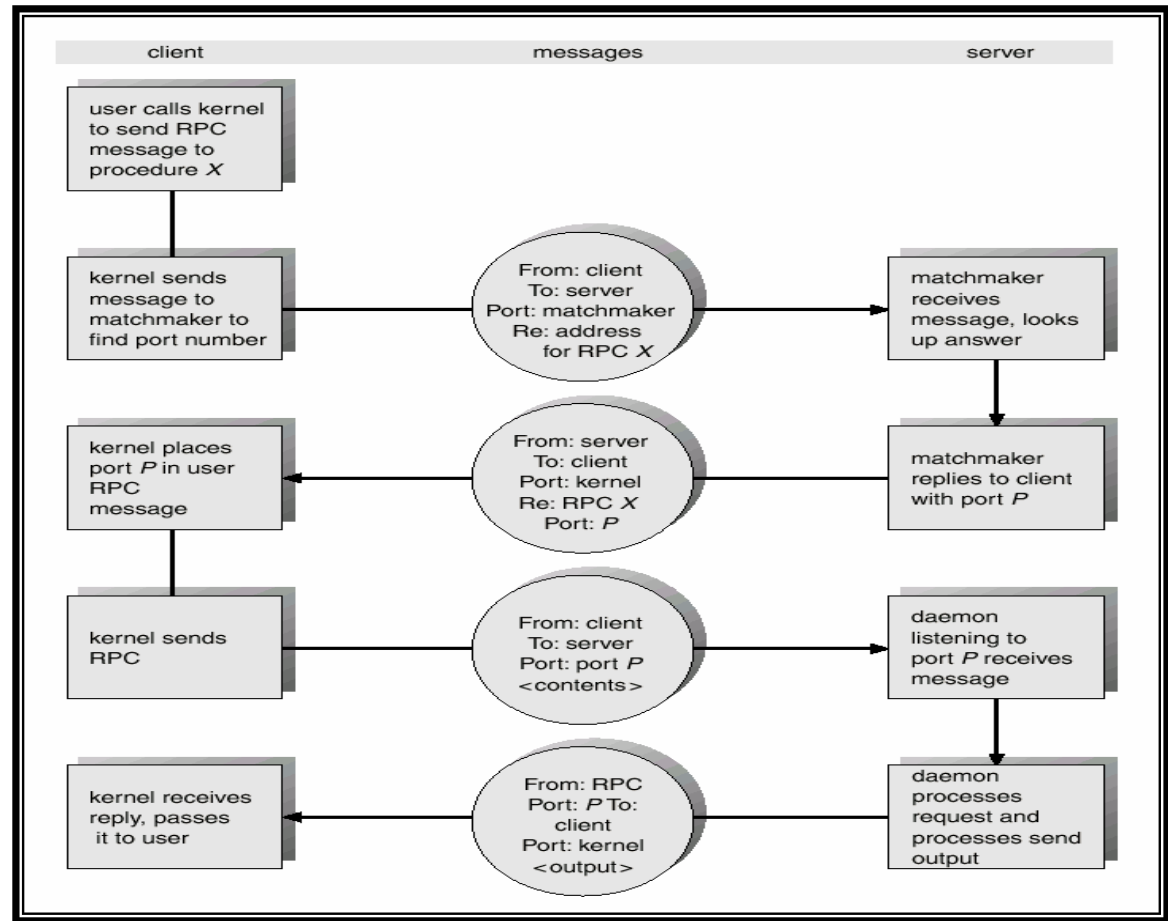 client messages server
user calls kernel
to send RPC
message to
procedure X
kernel sends
message to
matchmaker to
find port number
From: client
To: server
Port: matchmaker
Re: address
for RPC X
matchmaker
receives
message, looks
up answer
kernel places
port P in user
RPC
message
From: server
To: client
Port: kernel
Re: RPC X
Port: P
matchmaker
replies to client
with port P
kernel sends
RPC
From: client
To: server
Port: port P
<contents>
daemon
listening to
port P receives
message
kernel receives
reply, passes
it to user
From: RPC
Port: P To:
client
Port: kernel
<output>
daemon
processes
request and
processes send
output